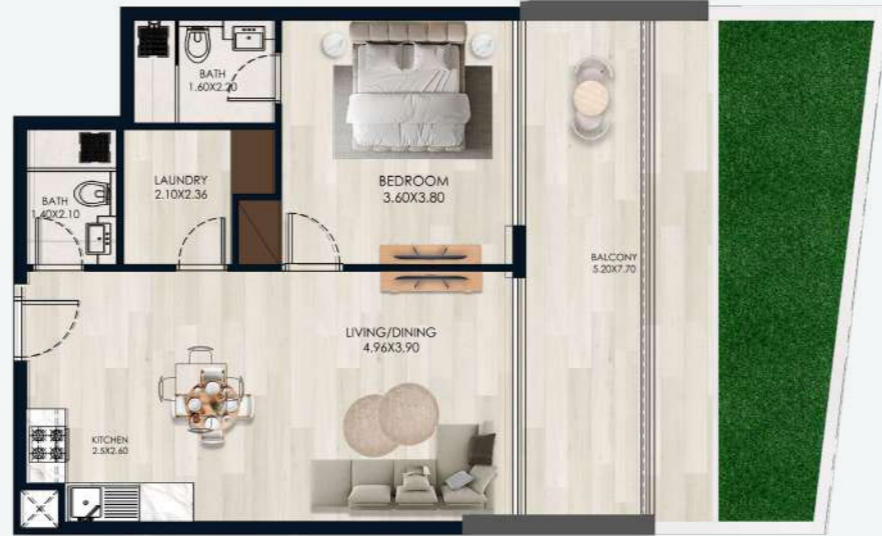 BATH
1.60X2.20
LAUNDRY
2.10X2.36
BEDROOM
3.60X3.80
BATH
1.40X2.10
BALCONY
5.20X7.70
LIVING/DINING
4.96X3.90
KITCHEN
2.5X2.60